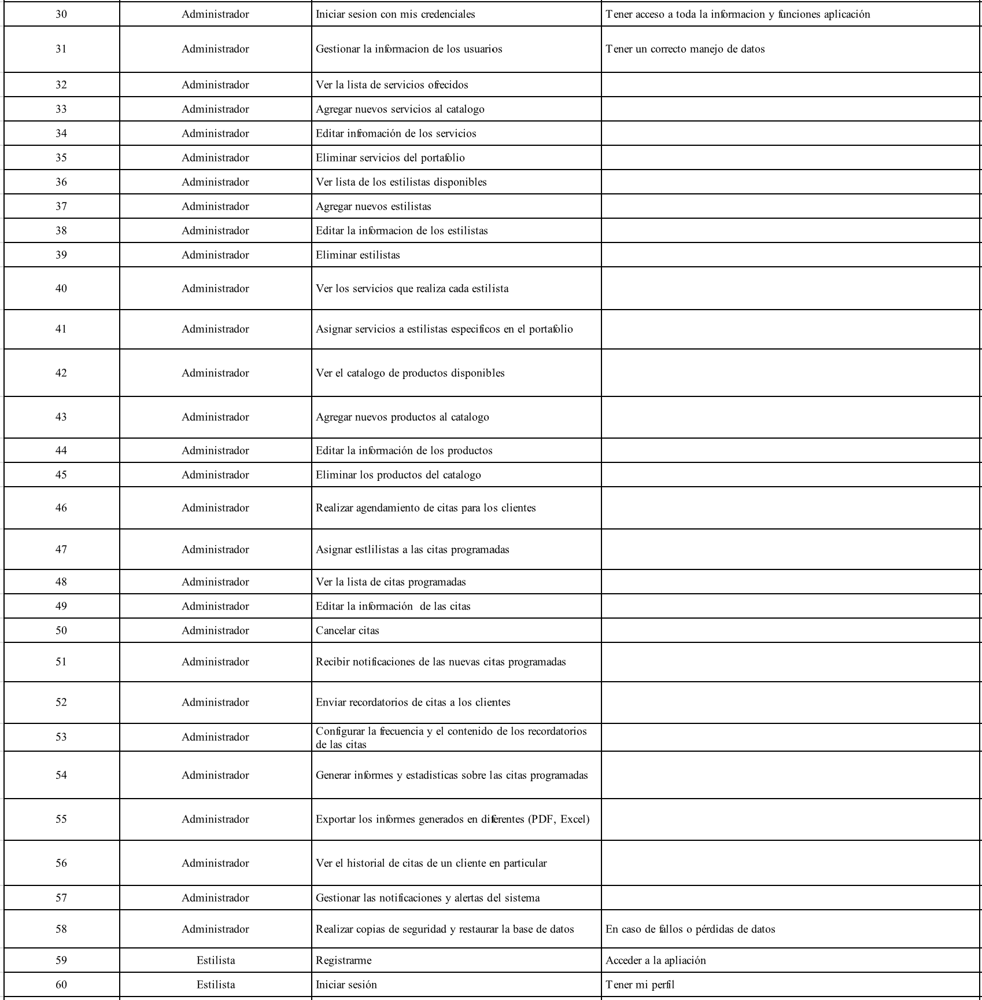 30 Administrador Iniciar sesion con mis credenciales Tener acceso a toda la informacion y funciones aplicación
31 Administrador Gestionar la informacion de los usuarios Tener un correcto manejo de datos
32 Administrador Ver la lista de servicios ofrecidos
33 Administrador Agregar nuevos servicios al catalogo
34 Administrador Editar infromación de los servicios
35 Administrador Eliminar servicios del portafolio
36 Administrador Ver lista de los estilistas disponibles
37 Administrador Agregar nuevos estilistas
38 Administrador Editar la informacion de los estilistas
39 Administrador Eliminar estilistas
40 Administrador Ver los servicios que realiza cada estilista
41 Administrador Asignar servicios a estilistas especificos en el portafolio
42 Administrador Ver el catalogo de productos disponibles
43 Administrador Agregar nuevos productos al catalogo
44 Administrador Editar la información de los productos
45 Administrador Eliminar los productos del catalogo
46 Administrador Realizar agendamiento de citas para los clientes
47 Administrador Asignar estlilistas a las citas programadas
48 Administrador Ver la lista de citas programadas
49 Administrador Editar la información de las citas
50 Administrador Cancelar citas
51 Administrador Recibir notificaciones de las nuevas citas programadas
52 Administrador Enviar recordatorios de citas a los clientes
53 Administrador Configurar la frecuencia y el contenido de los recordatorios
de las citas
54 Administrador Generar informes y estadisticas sobre las citas programadas
55 Administrador Exportar los informes generados en diferentes (PDF, Excel)
56 Administrador Ver el historial de citas de un cliente en particular
57 Administrador Gestionar las notificaciones y alertas del sistema
58 Administrador Realizar copias de seguridad y restaurar la base de datos En caso de fallos o pérdidas de datos
59 Estilista Registrarme Acceder a la apliación
60 Estilista Iniciar sesión Tener mi perfil